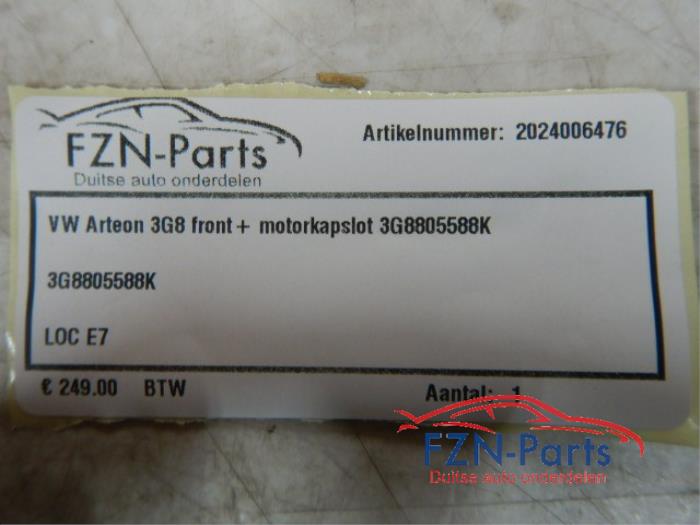 FZN-Parts
Duitse auto onderdelen
Artikelnummer: 2024006476
VW Arteon 3G8 front+ motorkapslot 3G8805588K
3G8805588K
LOC E7
€ 249.00 BTW
Aantal: 1
FZN-Parts
Duitse auto onderdelen